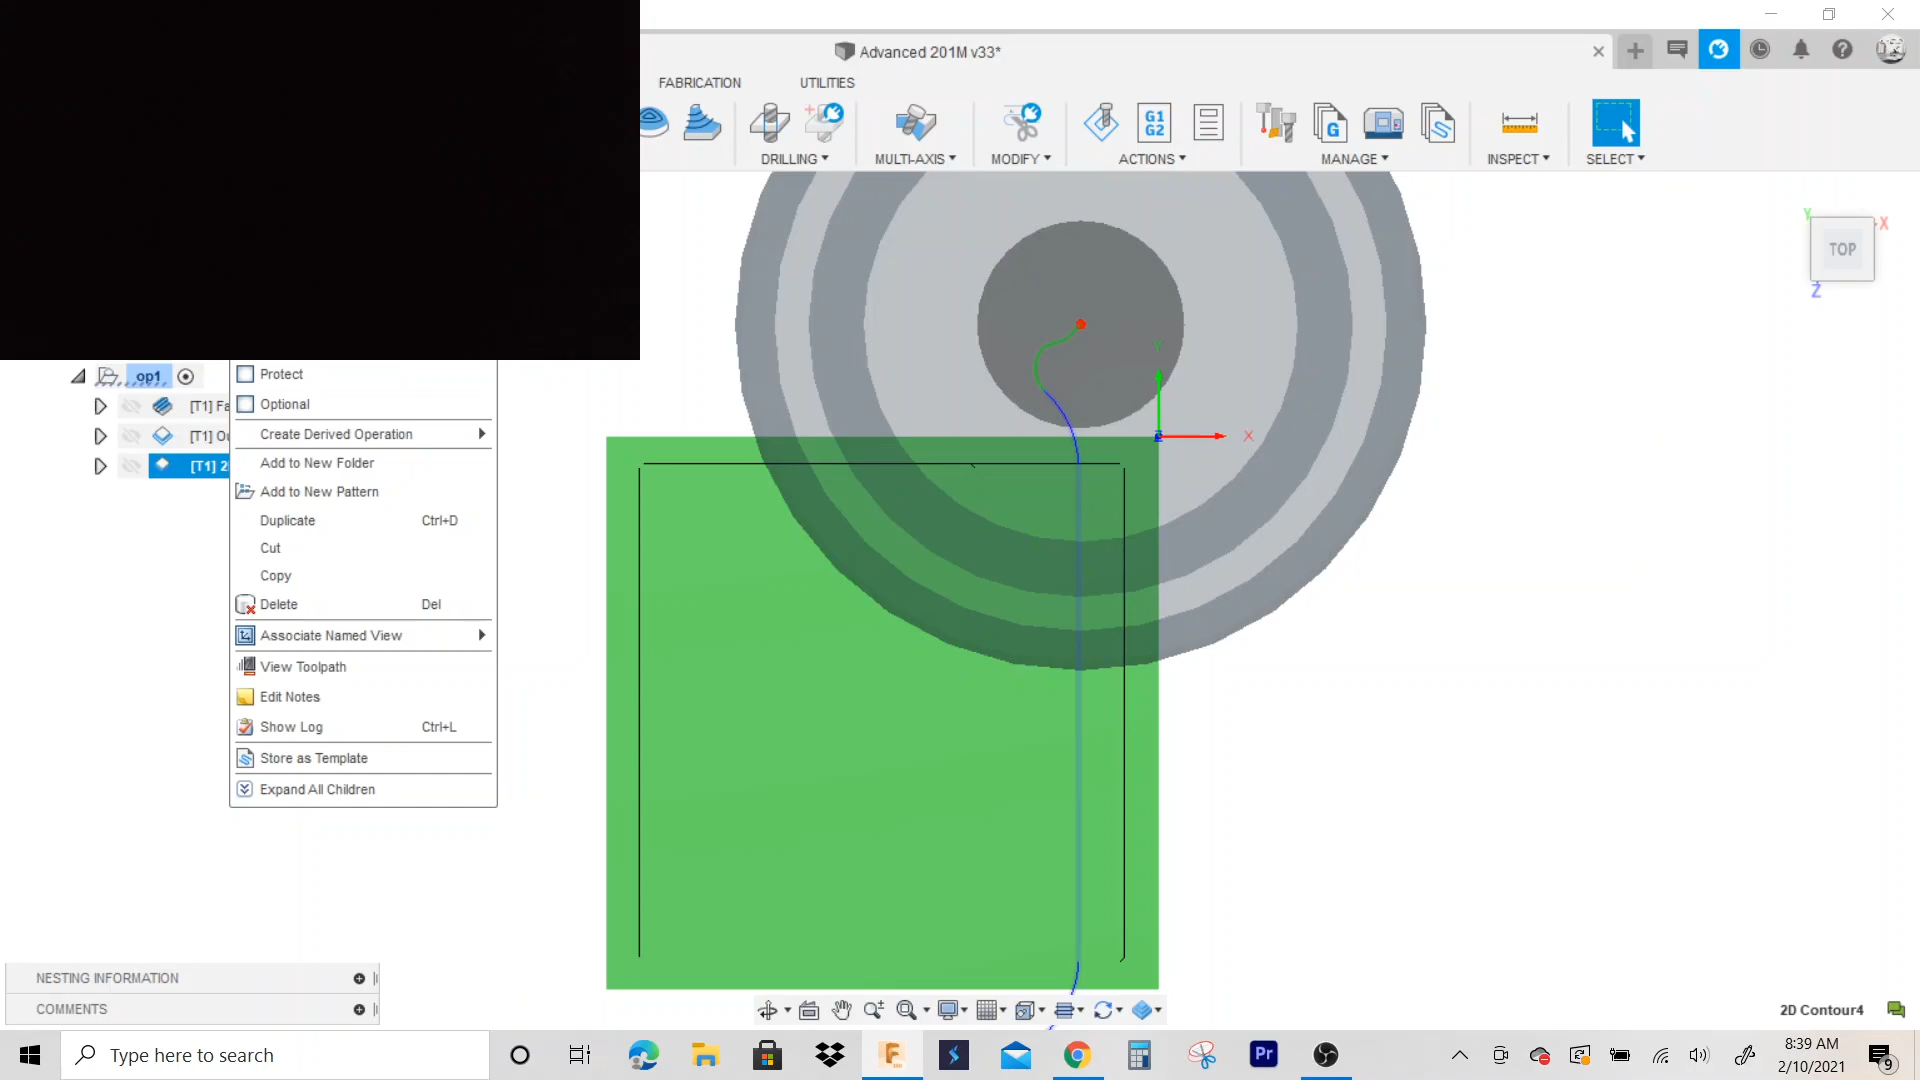 Advanced 201M v33*
FABRICATION
UTILITIES
G1
G2
G
DRILLING
MULTI-AXIS
MODIFY
ACTIONS
MANAGE
INSPECT
SELECT
Y
X
TOP
Z
op1
[T1] Fa
[T1] Ou
[T1] 2
Protect
Optional
Create Derived Operation
Add to New Folder
Add to New Pattern
Duplicate Ctrl+D
Cut
Copy
Delete Del
Associate Named View
View Toolpath
Edit Notes
Show Log Ctrl+L
Store as Template
Expand All Children
Y
X
Z
NESTING INFORMATION
COMMENTS
2D Contour4
Type here to search
F
Pr
8:39 AM
2/10/2021
9